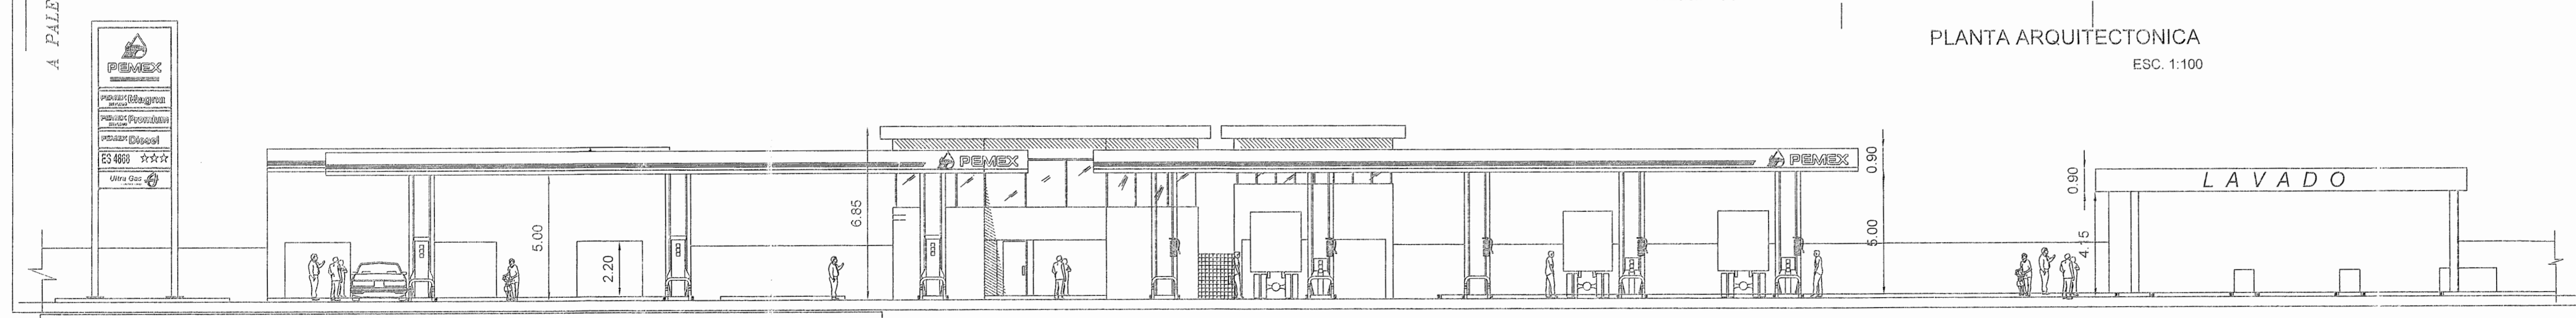 A PALE
PLANTA ARQUITECTONICA
ESC. 1:100
PEMEX
PEMEX Magna
PEMEX Premium
PEMEX Diesel
ES 4868 ☆☆☆
Ultra Gas
PEMEX
PEMEX
LAVADO
5.00
2.20
6.85
0.90
5.00
0.90
4.15